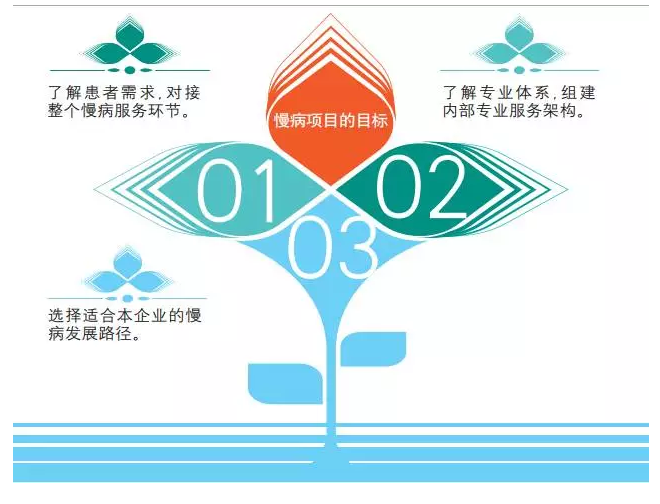 了解患者需求,对接
整个慢病服务环节。
慢病项目的目标
了解专业体系,组建
内部专业服务架构。
01
02
03
选择适合本企业的慢
病发展路径。